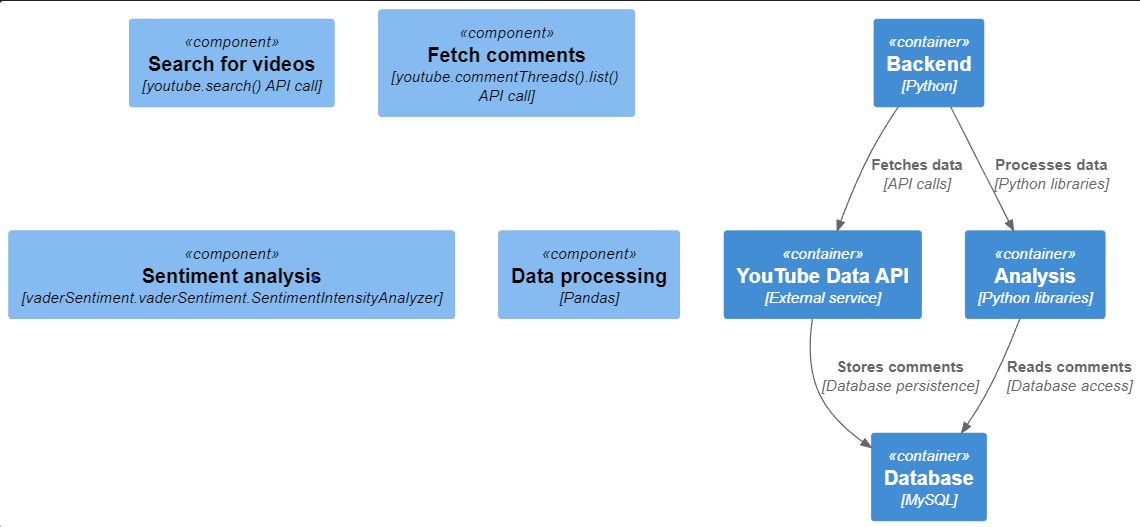 «component»
Search for videos
[youtube.search() API call]
«component»
Fetch comments
[youtube.commentThreads().list()
API call]
«container»
Backend
[Python]
Fetches data
[API calls]
Processes data
[Python libraries]
«component»
Sentiment analysis
[vaderSentiment.vaderSentiment.SentimentIntensityAnalyzer]
«component»
Data processing
[Pandas]
«container»
YouTube Data API
[External service]
«container»
Analysis
[Python libraries]
Stores comments
[Database persistence]
Reads comments
[Database access]
«container»
Database
[MySQL]